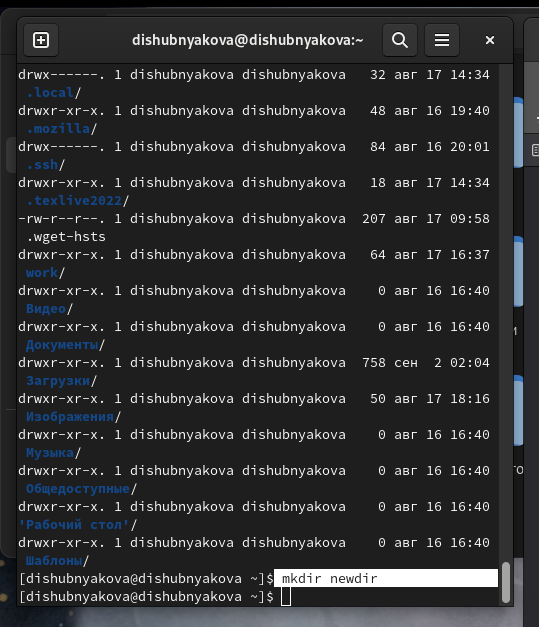 dishubnyakova@dishubnyakova:~
drwx------. 1 dishubnyakova dishubnyakova   32 авг 17 14:34
 .local/
drwxr-xr-x. 1 dishubnyakova dishubnyakova   48 авг 16 19:40
 .mozilla/
drwx------. 1 dishubnyakova dishubnyakova   84 авг 16 20:01
 .ssh/
drwxr-xr-x. 1 dishubnyakova dishubnyakova   18 авг 17 14:34
 .texlive2022/
-rw-r--r--. 1 dishubnyakova dishubnyakova  207 авг 17 09:58
 .wget-hsts
drwxr-xr-x. 1 dishubnyakova dishubnyakova   64 авг 17 16:37
 work/
drwxr-xr-x. 1 dishubnyakova dishubnyakova    0 авг 16 16:40
 Видео/
drwxr-xr-x. 1 dishubnyakova dishubnyakova    0 авг 16 16:40
 Документы/
drwxr-xr-x. 1 dishubnyakova dishubnyakova  758 сен  2 02:04
 Загрузки/
drwxr-xr-x. 1 dishubnyakova dishubnyakova   50 авг 17 18:16
 Изображения/
drwxr-xr-x. 1 dishubnyakova dishubnyakova    0 авг 16 16:40
 Музыка/
drwxr-xr-x. 1 dishubnyakova dishubnyakova    0 авг 16 16:40
 Общедоступные/
drwxr-xr-x. 1 dishubnyakova dishubnyakova    0 авг 16 16:40
'Рабочий стол'/
drwxr-xr-x. 1 dishubnyakova dishubnyakova    0 авг 16 16:40
 Шаблоны/
[dishubnyakova@dishubnyakova ~]$ mkdir newdir
[dishubnyakova@dishubnyakova ~]$